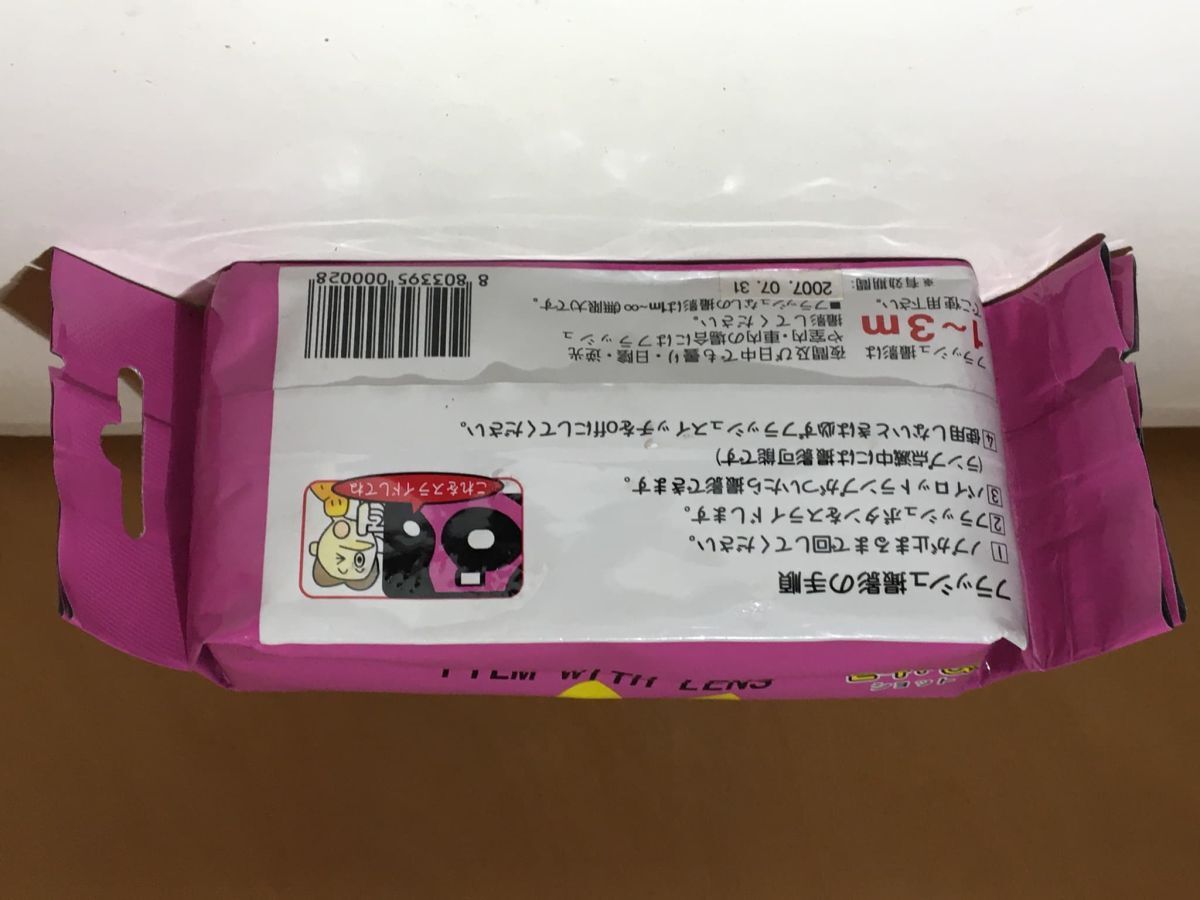 FILM WITH LENS
フラッシュ撮影の手順
1 ノブが止まるまで回してください。
2 フラッシュボタンをスライドします。
3 パイロットランプがついたら撮影できます。
(ランプ点滅中には撮影可能です)
4 使用しないときは必ずフラッシュスイッチをoffにしてください。
これをスライドしてね
フラッシュ撮影は
1~3m
でご使用下さい。
※有効期間:
2007. 07. 31
夜間及び日中でも曇り・日陰・逆光
や室内・車内の場合にはフラッシュ
撮影してください。
■フラッシュなしの撮影は1m~∞(無限大)です。
8 803395 000028